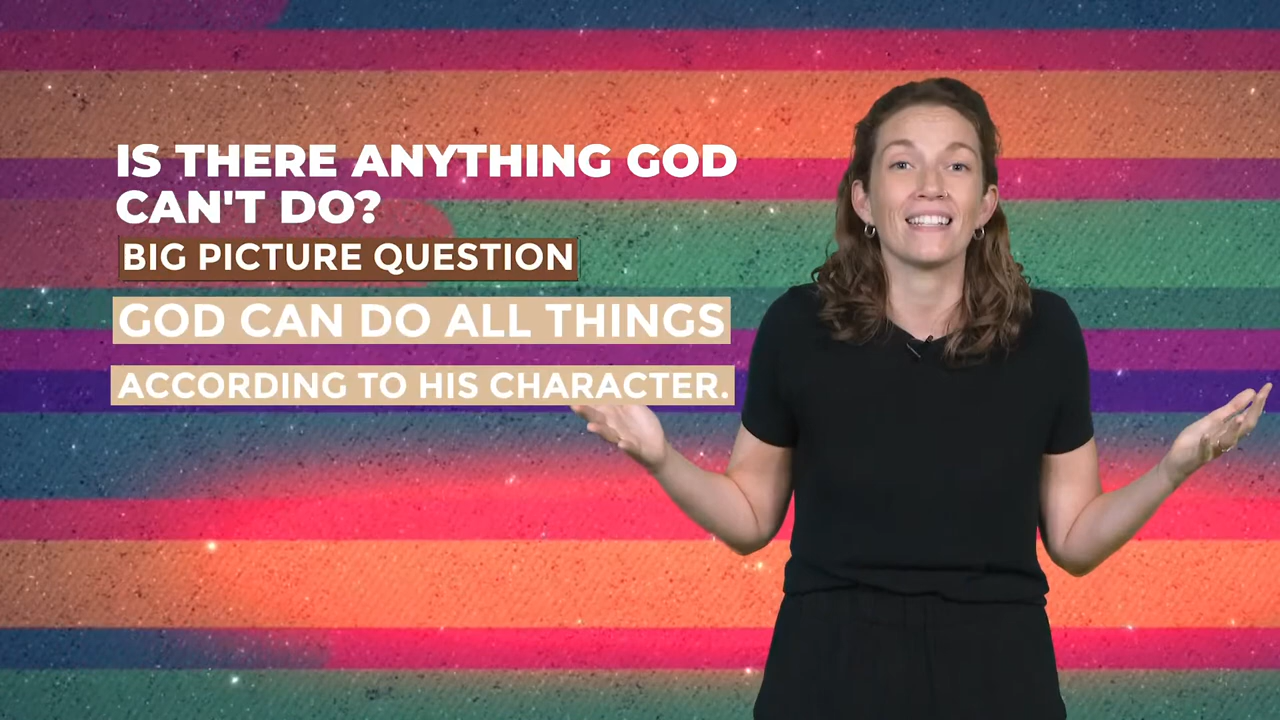 IS THERE ANYTHING GOD
CAN'T DO?
BIG PICTURE QUESTION
GOD CAN DO ALL THINGS
ACCORDING TO HIS CHARACTER.